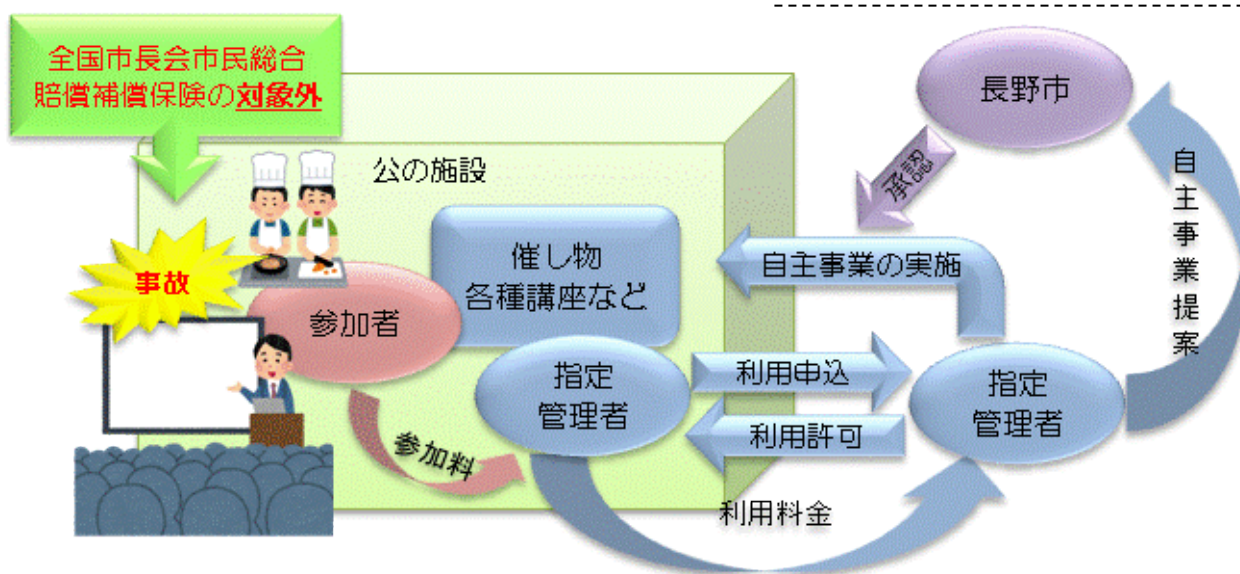 全国市長会市民総合
賠償補償保険の対象外
長野市
公の施設
承認
自主事業提案
催し物
各種講座など
自主事業の実施
事故
参加者
指定
管理者
利用申込
利用許可
指定
管理者
参加料
利用料金